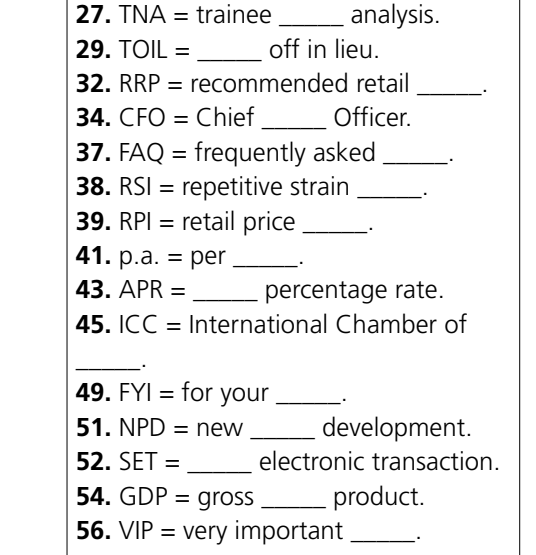 27. TNA = trainee _____ analysis.
29. TOIL = _____ off in lieu.
32. RRP = recommended retail _____.
34. CFO = Chief _____ Officer.
37. FAQ = frequently asked _____.
38. RSI = repetitive strain _____.
39. RPI = retail price _____.
41. p.a. = per _____.
43. APR = _____ percentage rate.
45. ICC = International Chamber of
_____.
49. FYI = for your _____.
51. NPD = new _____ development.
52. SET = _____ electronic transaction.
54. GDP = gross _____ product.
56. VIP = very important _____.